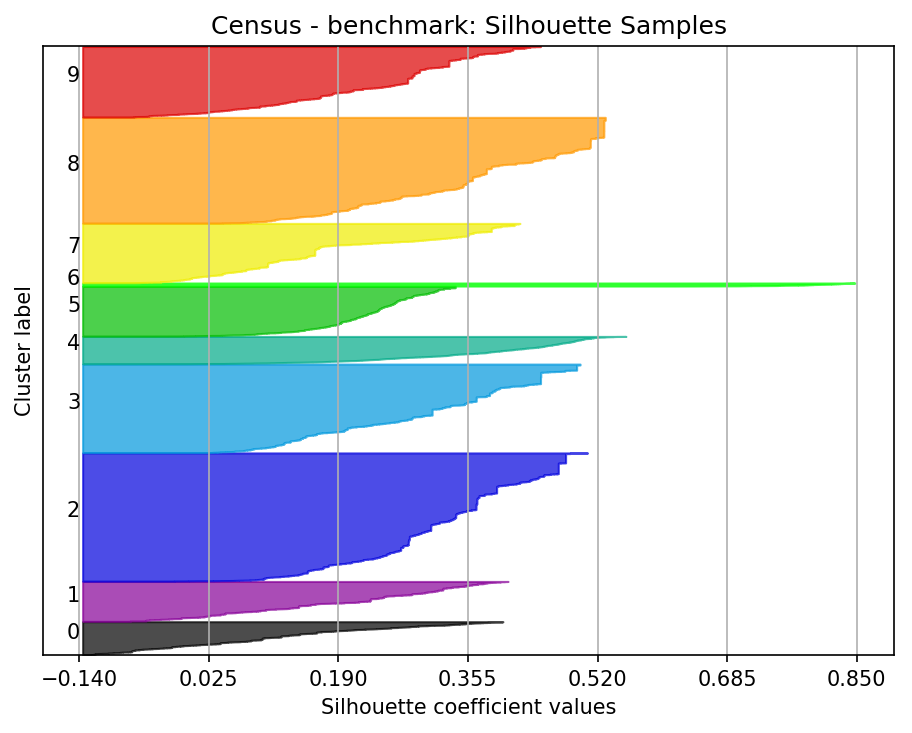 Census - benchmark: Silhouette Samples
Cluster label
9
8
7
6
5
4
3
2
1
0
−0.140 0.025 0.190 0.355 0.520 0.685 0.850
Silhouette coefficient values